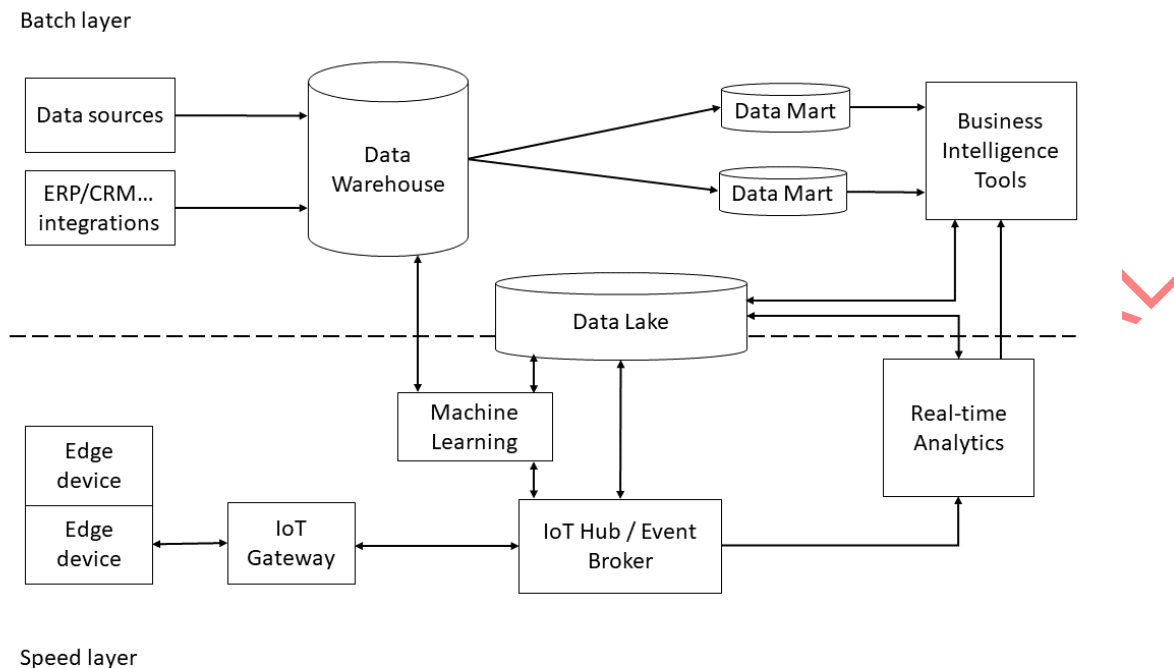 Batch layer
Data sources
ERP/CRM...
integrations
Data
Warehouse
Data Mart
Data Mart
Business
Intelligence
Tools
Data Lake
Machine
Learning
Real-time
Analytics
Edge
device
Edge
device
IoT
Gateway
IoT Hub / Event
Broker
Speed layer